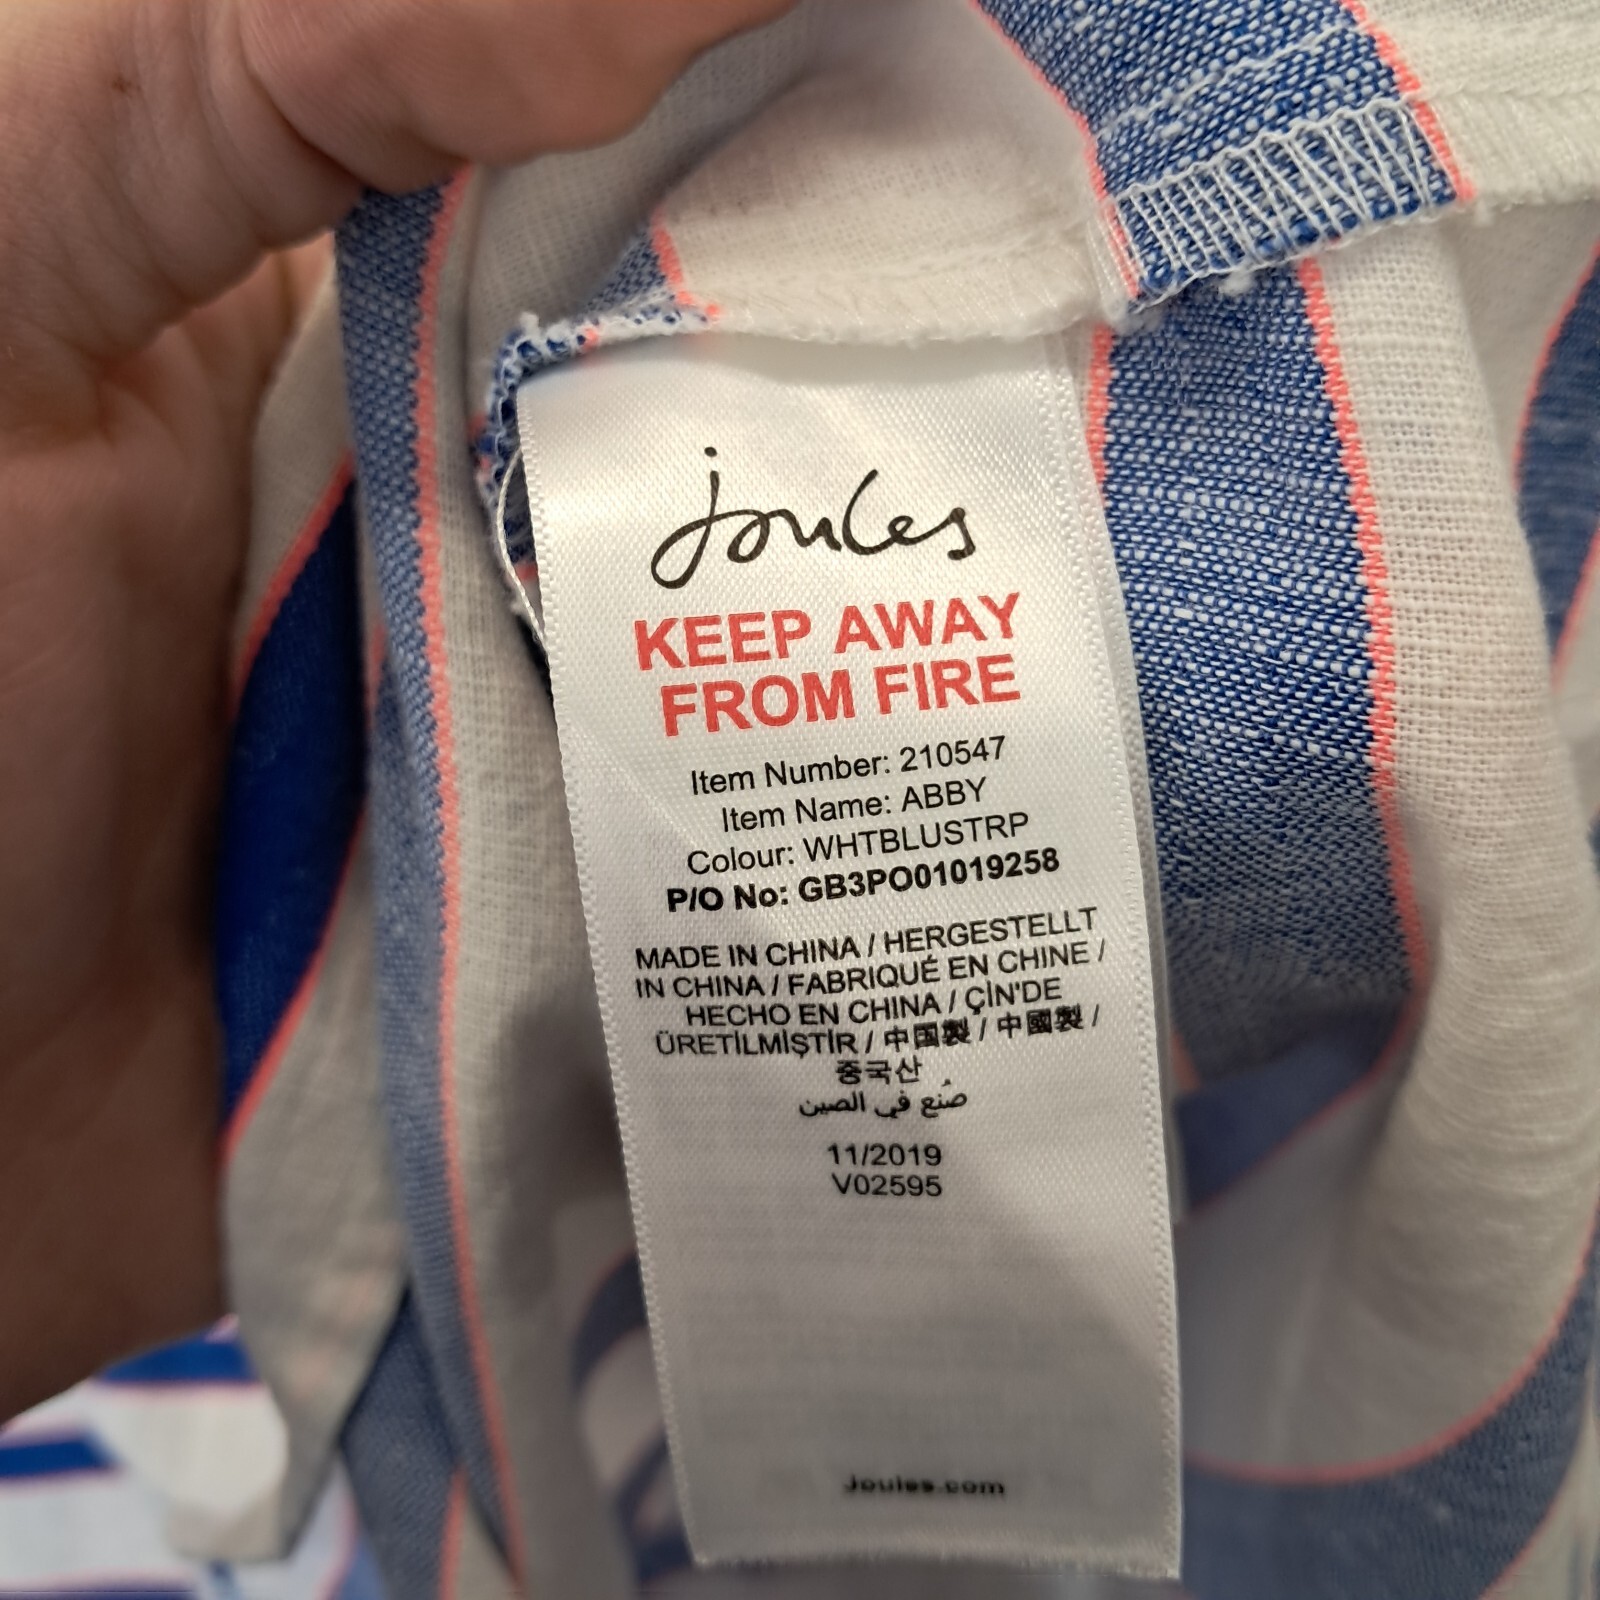 joules
KEEP AWAY
FROM FIRE
Item Number: 210547
Item Name: ABBY
Colour: WHTBLUSTRP
P/O No: GB3PO01019258
MADE IN CHINA / HERGESTELLT
IN CHINA / FABRIQUÉ EN CHINE /
HECHO EN CHINA / ÇİN'DE
ÜRETİLMİŞTİR / 中国製 / 中國製 /
중국산
صُنع في الصين
11/2019
V02595
Joules.com